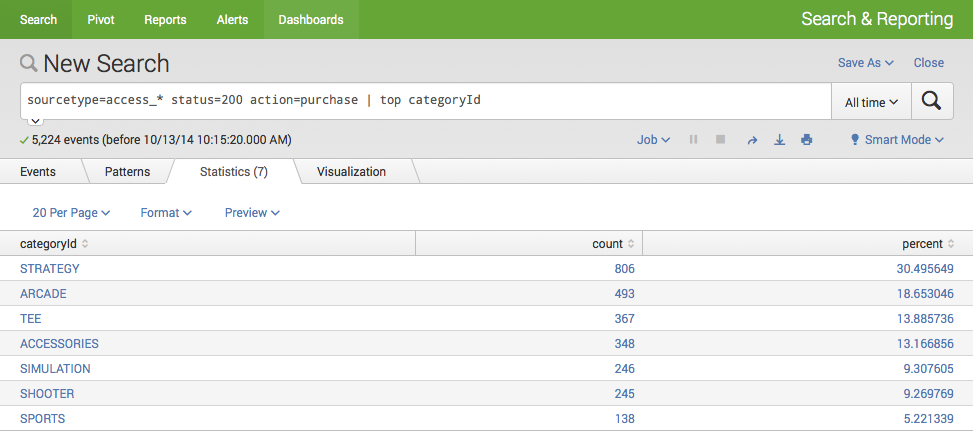 Search Pivot Reports Alerts Dashboards Search & Reporting
New Search Save As Close
sourcetype=access_* status=200 action=purchase | top categoryId All time
5,224 events (before 10/13/14 10:15:20.000 AM) Job Smart Mode
Events Patterns Statistics (7) Visualization
20 Per Page Format Preview
categoryId count percent
STRATEGY 806 30.495649
ARCADE 493 18.653046
TEE 367 13.885736
ACCESSORIES 348 13.166856
SIMULATION 246 9.307605
SHOOTER 245 9.269769
SPORTS 138 5.221339